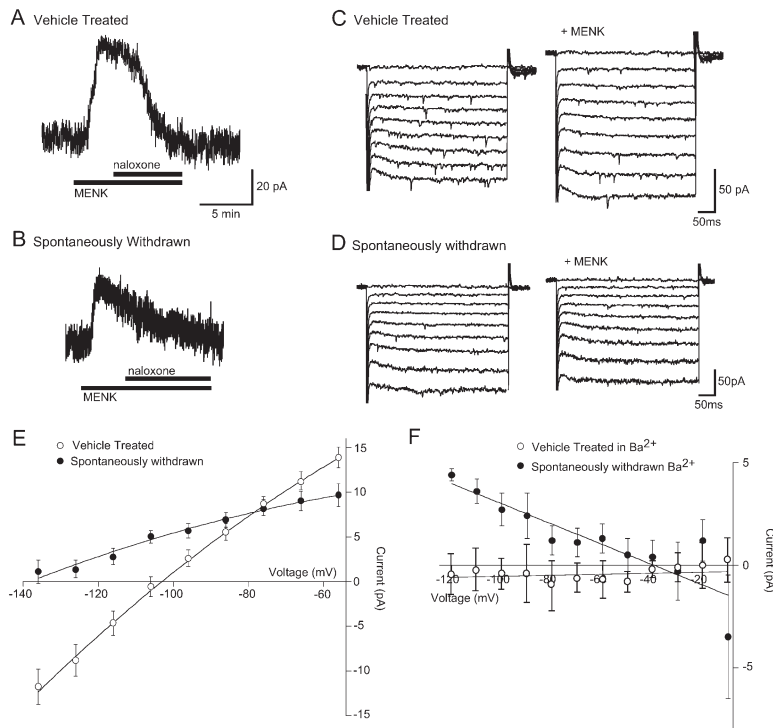 A Vehicle Treated
naloxone
MENK
20 pA
5 min
B Spontaneously Withdrawn
naloxone
MENK
C Vehicle Treated
+ MENK
50 pA
50ms
D Spontaneously withdrawn
+ MENK
50pA
50ms
E
○ Vehicle Treated
● Spontaneously withdrawn
15
10
5
0
-5
-10
-15
Voltage (mV)
-140 -120 -100 -80 -60
Current (pA)
F
○ Vehicle Treated in Ba2+
● Spontaneously withdrawn Ba2+
5
0
-5
-120 -100 -80 -60 -40 -20
Voltage (mV)
Current (pA)